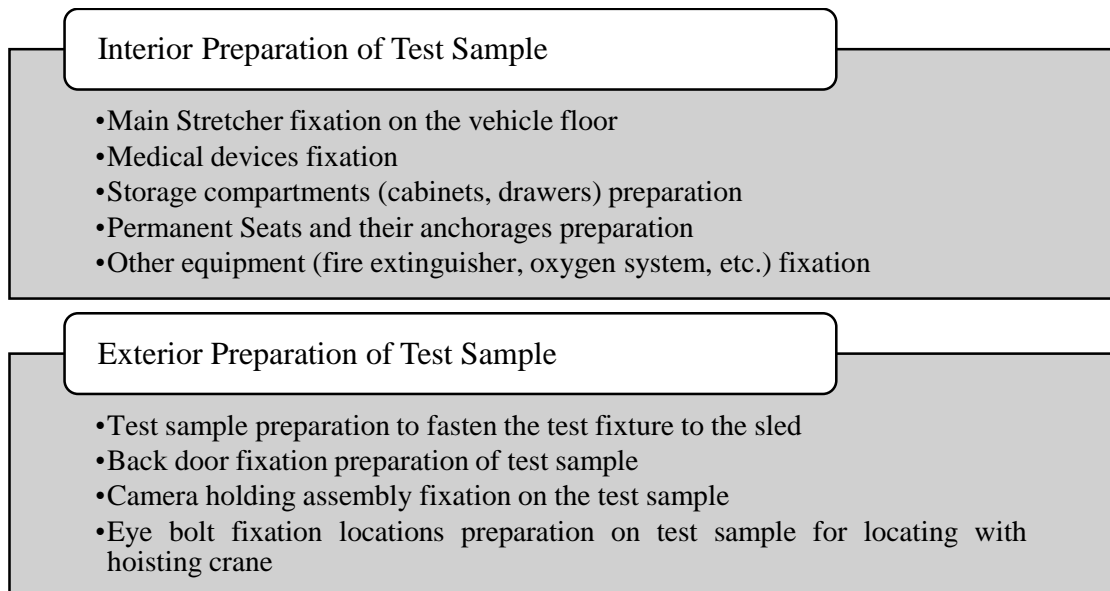 Interior Preparation of Test Sample
•Main Stretcher fixation on the vehicle floor
•Medical devices fixation
•Storage compartments (cabinets, drawers) preparation
•Permanent Seats and their anchorages preparation
•Other equipment (fire extinguisher, oxygen system, etc.) fixation
Exterior Preparation of Test Sample
•Test sample preparation to fasten the test fixture to the sled
•Back door fixation preparation of test sample
•Camera holding assembly fixation on the test sample
•Eye bolt fixation locations preparation on test sample for locating with
hoisting crane